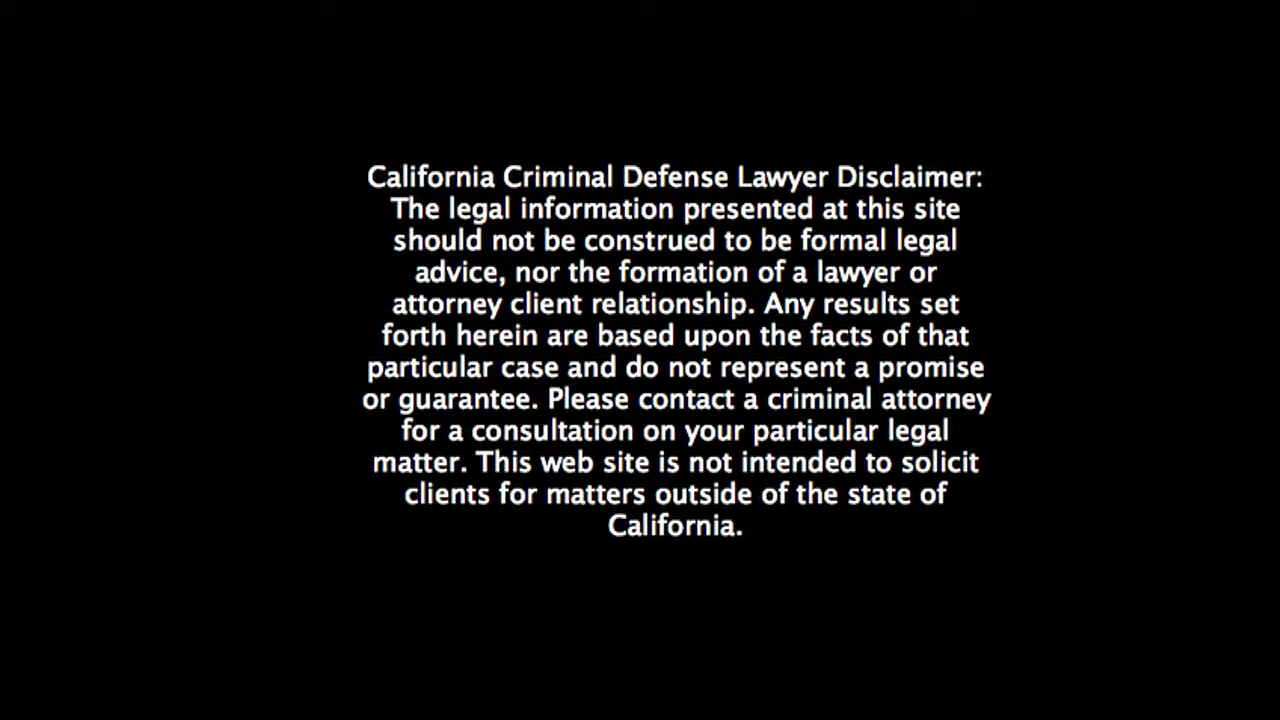 California Criminal Defense Lawyer Disclaimer:
The legal information presented at this site
should not be construed to be formal legal
advice, nor the formation of a lawyer or
attorney client relationship. Any results set
forth herein are based upon the facts of that
particular case and do not represent a promise
or guarantee. Please contact a criminal attorney
for a consultation on your particular legal
matter. This web site is not intended to solicit
clients for matters outside of the state of
California.